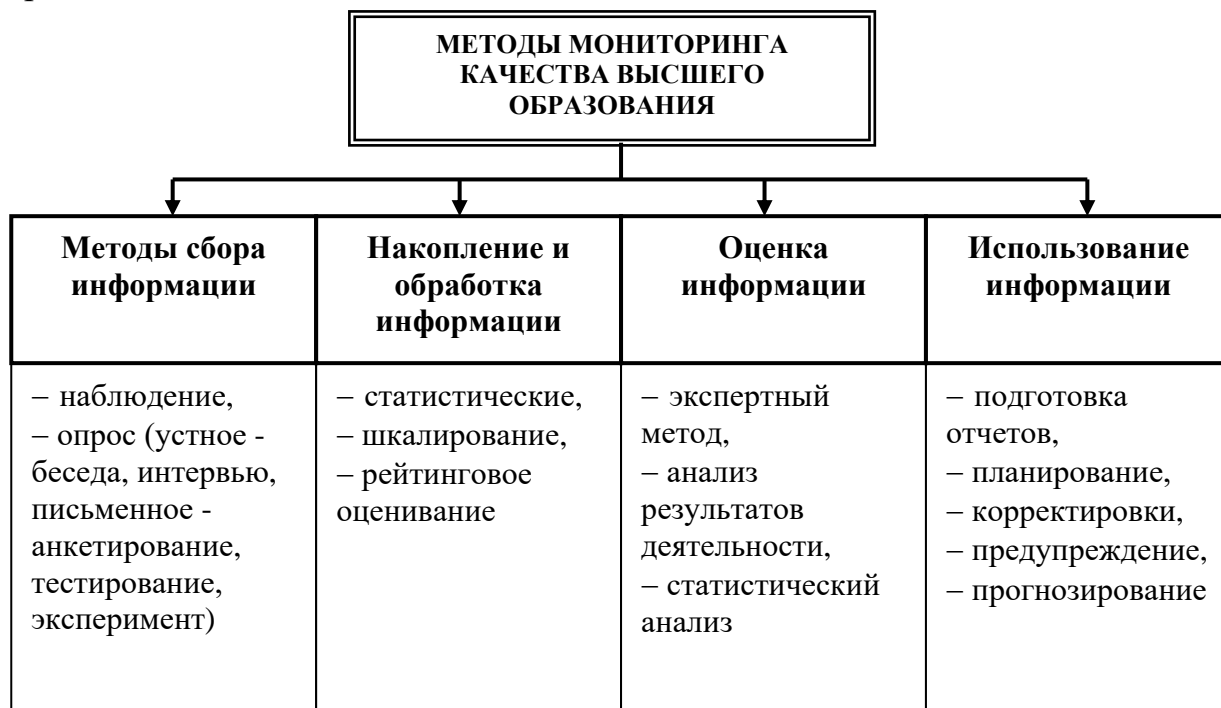 МЕТОДЫ МОНИТОРИНГА
КАЧЕСТВА ВЫСШЕГО
ОБРАЗОВАНИЯ
Методы сбора
информации
Накопление и
обработка
информации
Оценка
информации
Использование
информации
– наблюдение,
– опрос (устное -
беседа, интервью,
письменное -
анкетирование,
тестирование,
эксперимент)
– статистические,
– шкалирование,
– рейтинговое
оценивание
– экспертный
метод,
– анализ
результатов
деятельности,
– статистический
анализ
– подготовка
отчетов,
– планирование,
– корректировки,
– предупреждение,
– прогнозирование